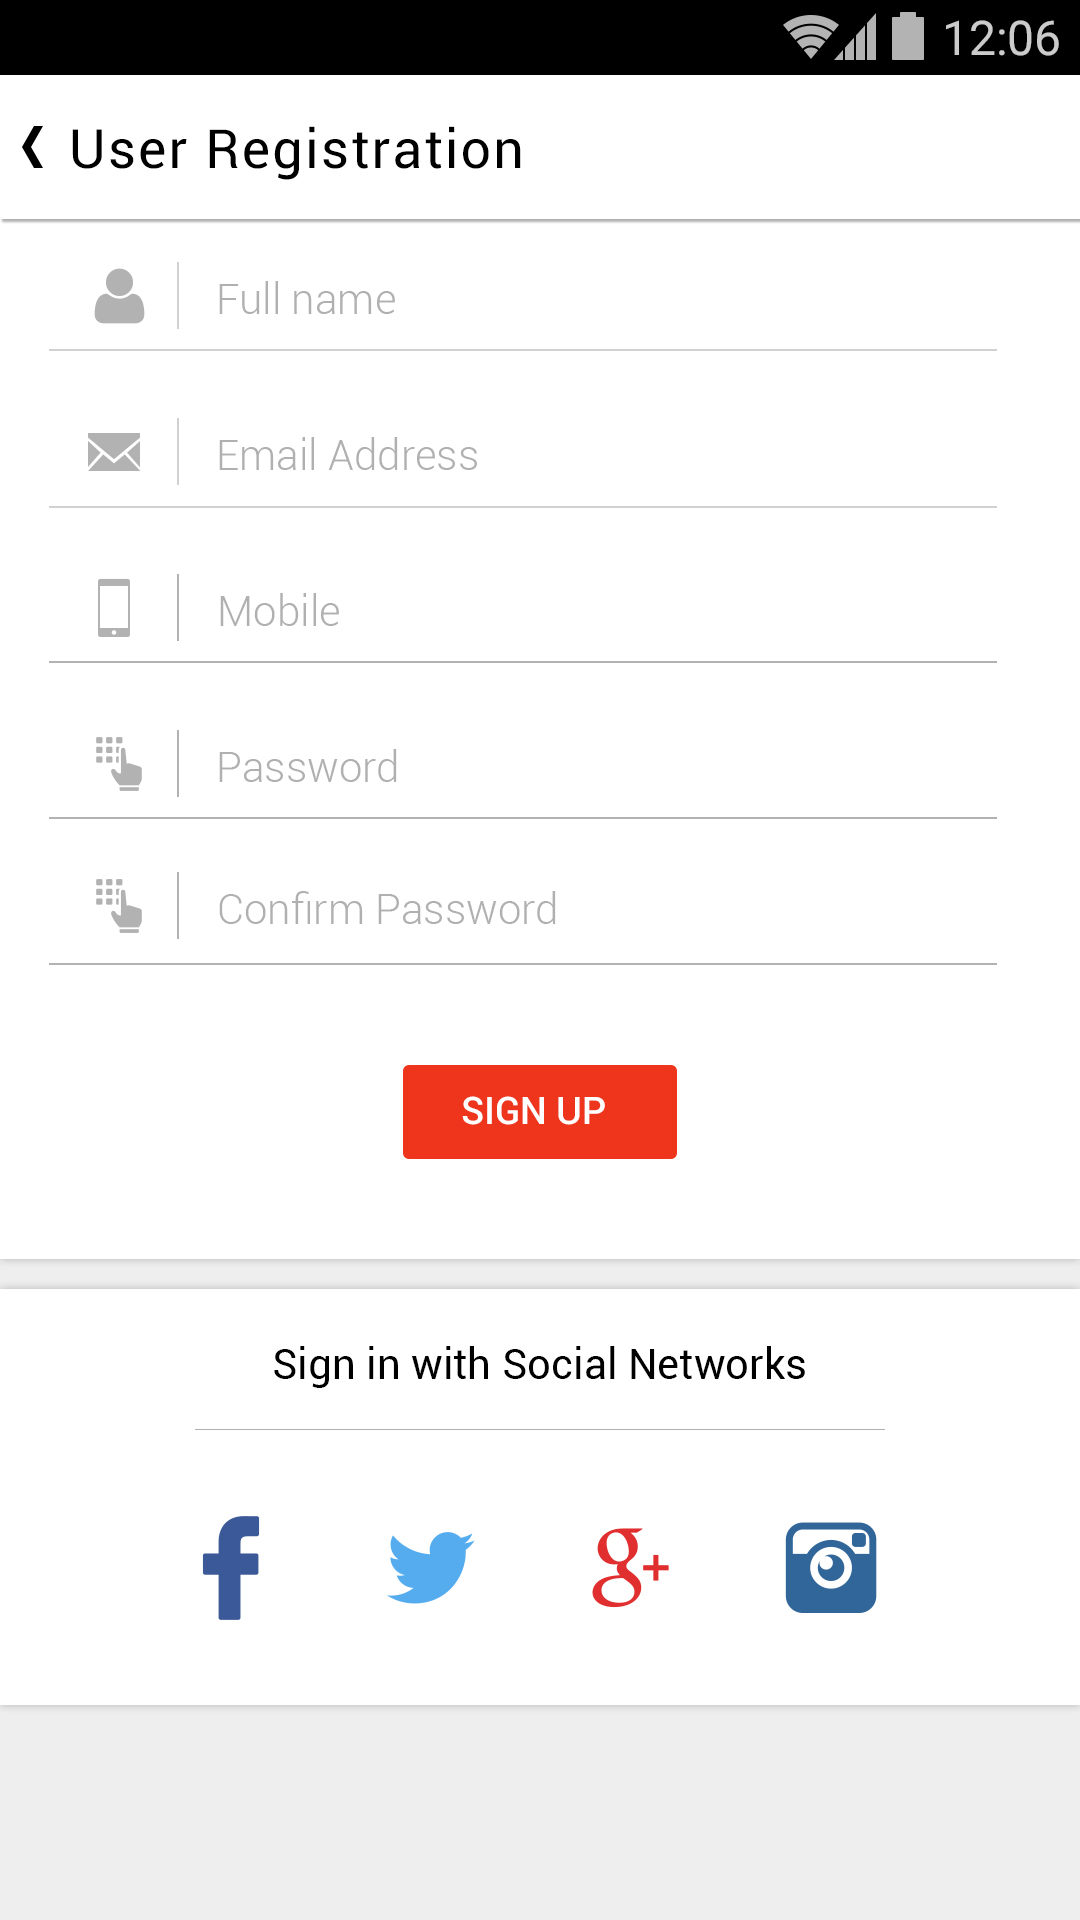 12:06
User Registration
Full name
Email Address
Mobile
Password
Confirm Password
SIGN UP
Sign in with Social Networks
g+